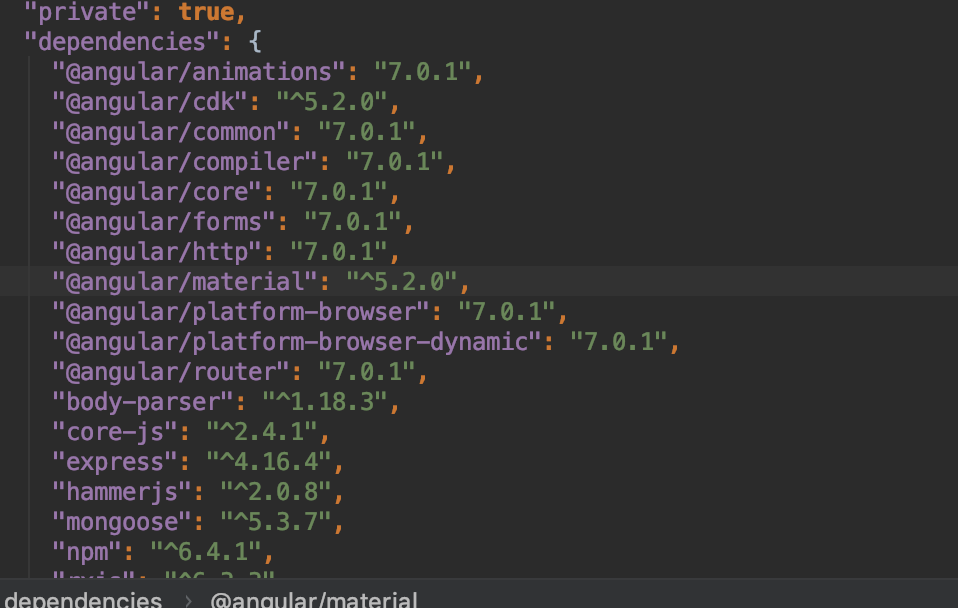 "private": true,
"dependencies": {
"@angular/animations": "7.0.1",
"@angular/cdk": "^5.2.0",
"@angular/common": "7.0.1",
"@angular/compiler": "7.0.1",
"@angular/core": "7.0.1",
"@angular/forms": "7.0.1",
"@angular/http": "7.0.1",
"@angular/material": "^5.2.0",
"@angular/platform-browser": "7.0.1",
"@angular/platform-browser-dynamic": "7.0.1",
"@angular/router": "7.0.1",
"body-parser": "^1.18.3",
"core-js": "^2.4.1",
"express": "^4.16.4",
"hammerjs": "^2.0.8",
"mongoose": "^5.3.7",
"npm": "^6.4.1",
"rxjs": "^6.3.3"
dependencies › @angular/material